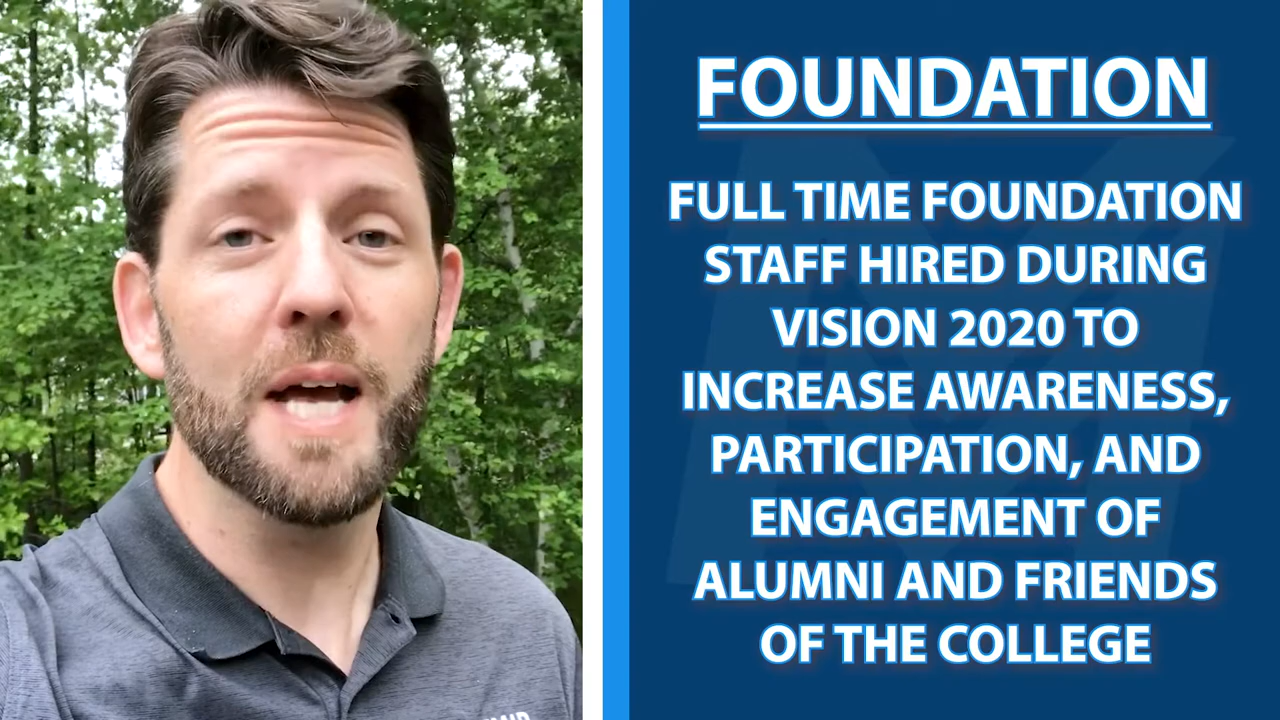 FOUNDATION
FULL TIME FOUNDATION
STAFF HIRED DURING
VISION 2020 TO
INCREASE AWARENESS,
PARTICIPATION, AND
ENGAGEMENT OF
ALUMNI AND FRIENDS
OF THE COLLEGE